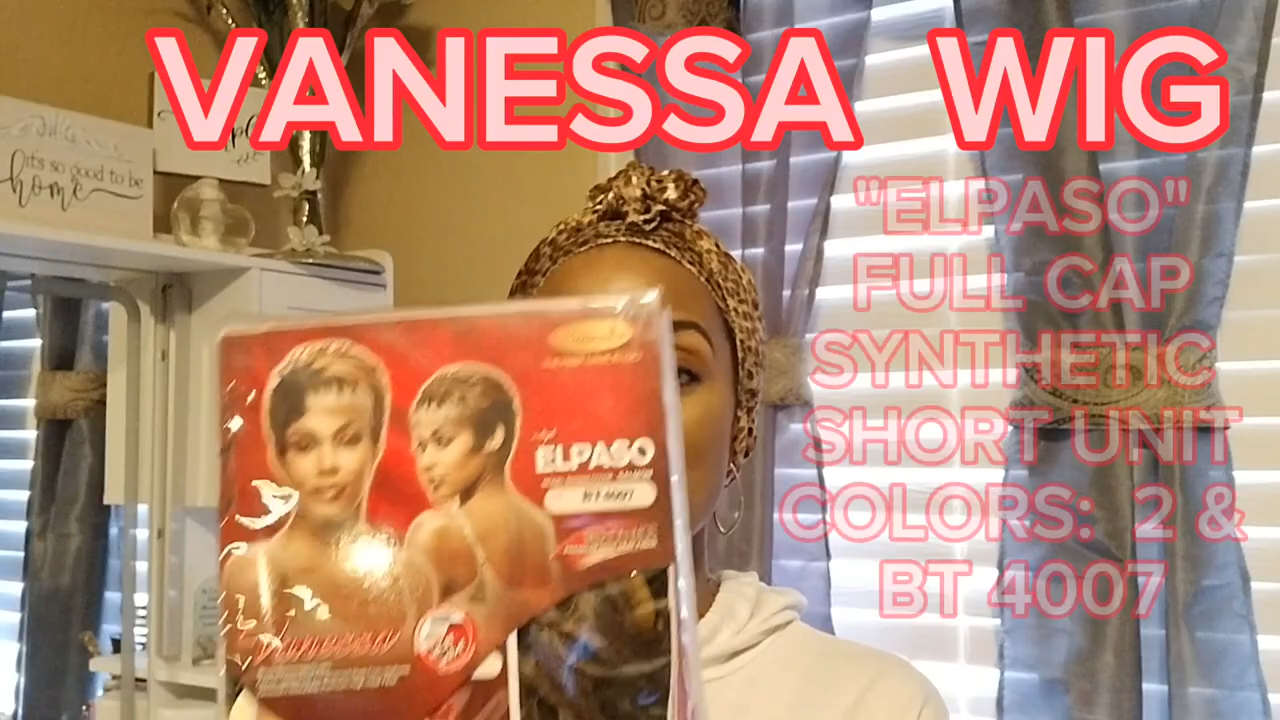 VANESSA WIG
"ELPASO"
FULL CAP
SYNTHETIC
SHORT UNIT
COLORS: 2 &
BT 4007
it's so good to be
home
ELPASO
BT4007
Vanessa